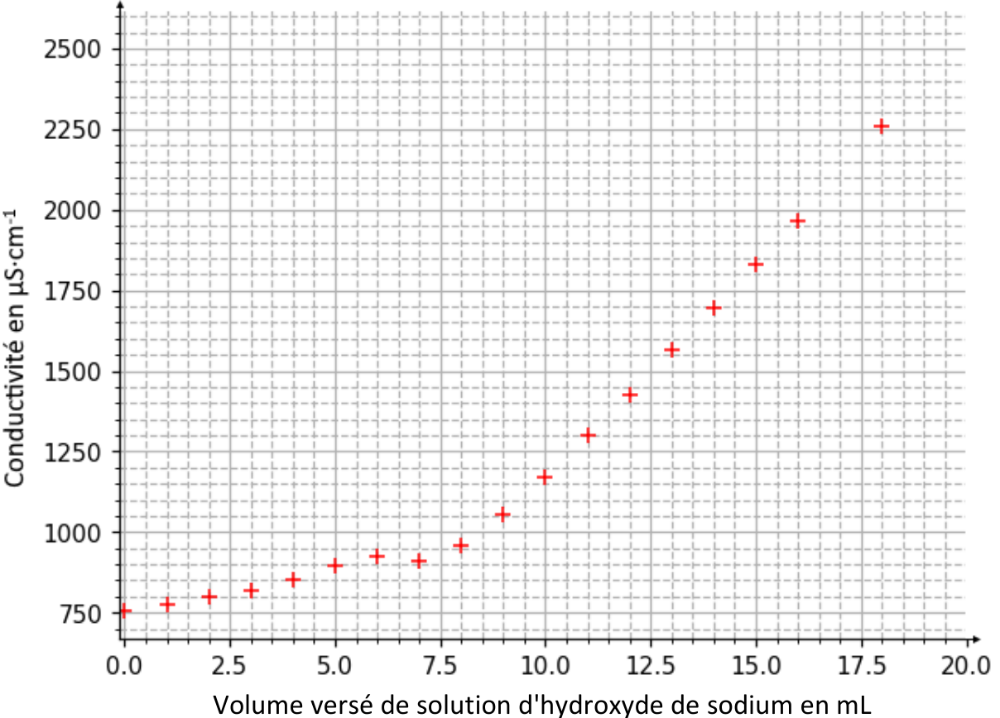 Conductivité en µS·cm⁻¹
2500
2250
2000
1750
1500
1250
1000
750
0.0 2.5 5.0 7.5 10.0 12.5 15.0 17.5 20.0
Volume versé de solution d'hydroxyde de sodium en mL